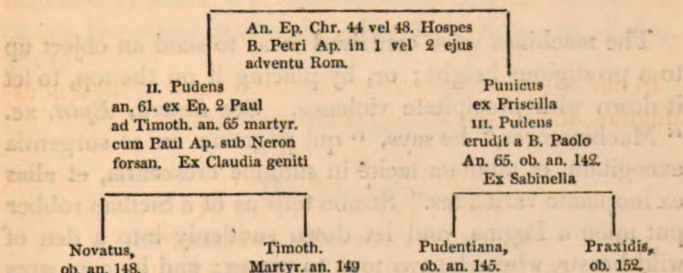 An. Ep. Chr. 44 vel 48. Hospes
B. Petri Ap. in 1 vel 2 ejus
adventu Rom.
II. Pudens
an. 61. ex Ep. 2 Paul
ad Timoth. an. 65 martyr.
cum Paul Ap. sub Neron
forsan. Ex Claudia geniti
Punicus
ex Priscilla
II. Pudens
erudit a B. Paolo
An. 65. ob. an. 142.
Ex Sabinella
Novatus,
ob. an. 148.
Timoth.
Martyr. an. 149
Pudentiana,
ob. an. 145.
Praxidis,
ob. 152.